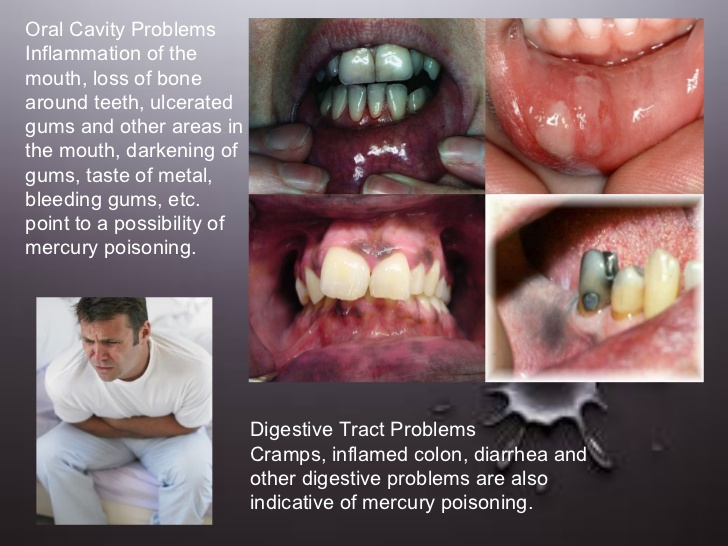 Oral Cavity Problems
Inflammation of the
mouth, loss of bone
around teeth, ulcerated
gums and other areas in
the mouth, darkening of
gums, taste of metal,
bleeding gums, etc.
point to a possibility of
mercury poisoning.
Digestive Tract Problems
Cramps, inflamed colon, diarrhea and
other digestive problems are also
indicative of mercury poisoning.